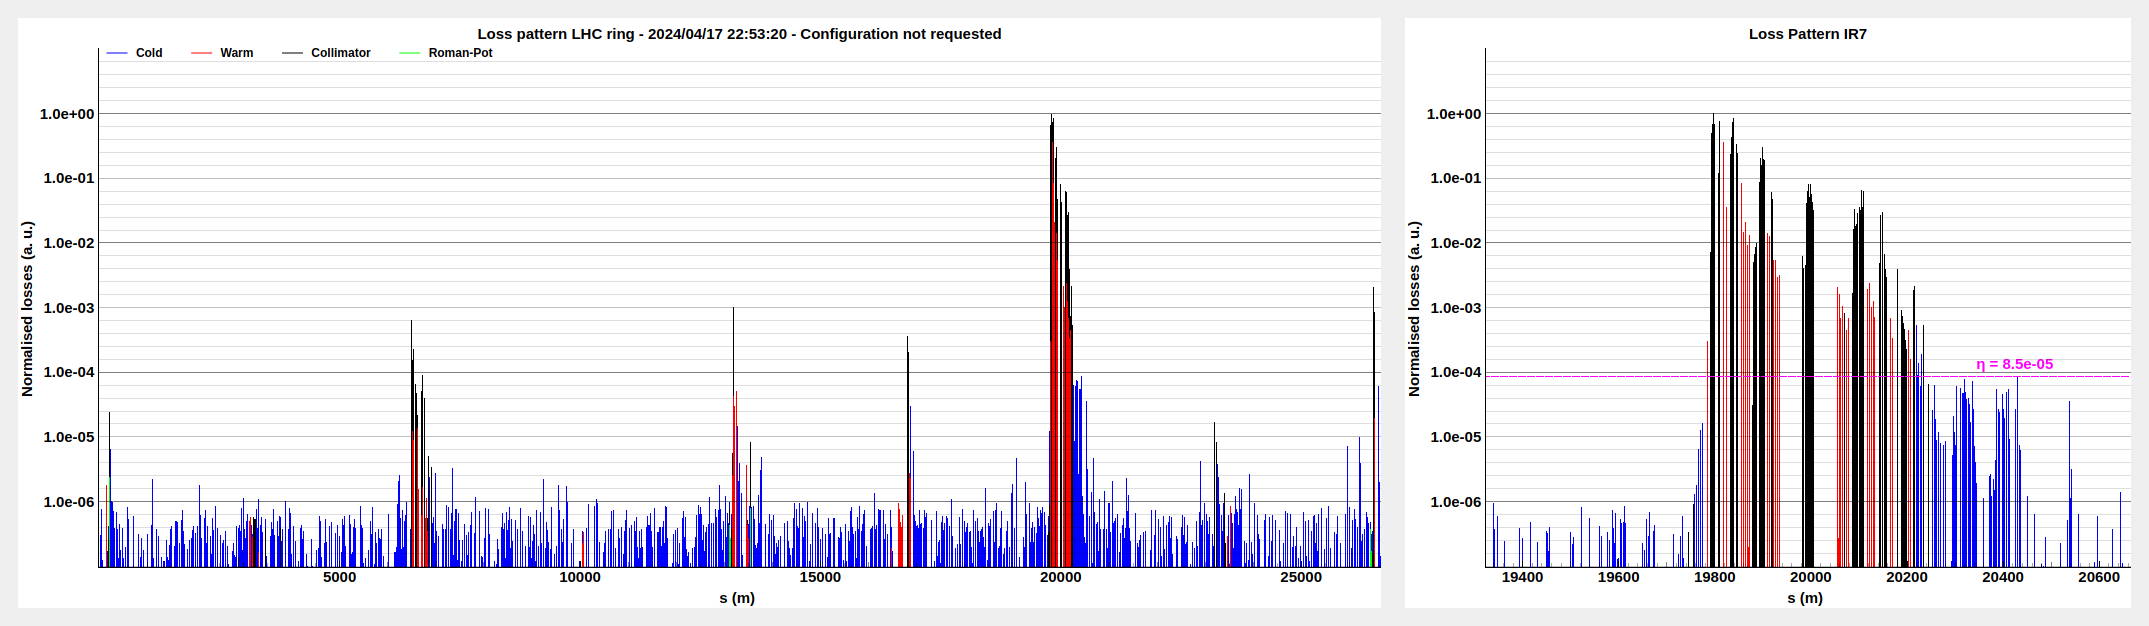 Loss pattern LHC ring - 2024/04/17 22:53:20 - Configuration not requested
Cold Warm Collimator Roman-Pot
1.0e+00
1.0e-01
1.0e-02
1.0e-03
1.0e-04
1.0e-05
1.0e-06
Normalised losses (a. u.)
5000 10000 15000 20000 25000
s (m)
Loss Pattern IR7
1.0e+00
1.0e-01
1.0e-02
1.0e-03
1.0e-04
1.0e-05
1.0e-06
Normalised losses (a. u.)
η = 8.5e-05
19400 19600 19800 20000 20200 20400 20600
s (m)